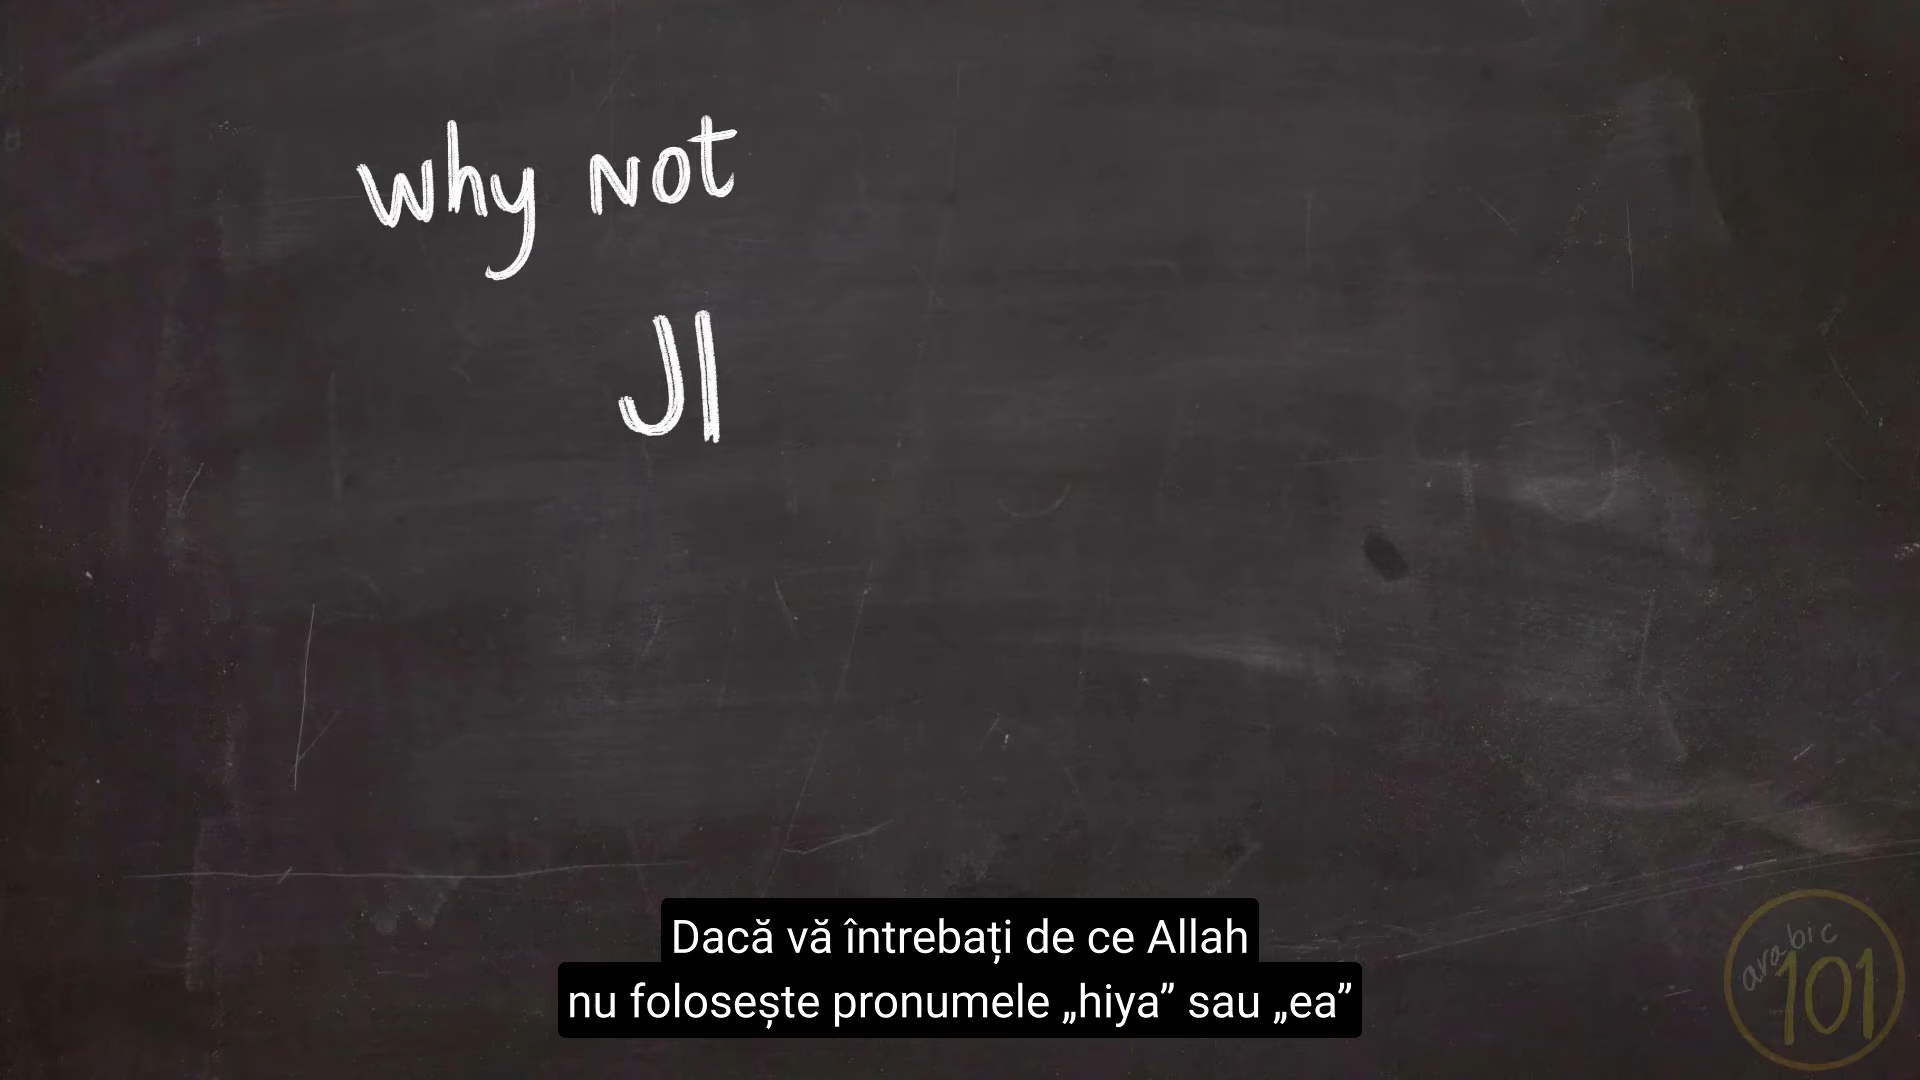 why not
ال
Dacă vă întrebați de ce Allah
nu folosește pronumele „hiya” sau „ea”
arabic
101